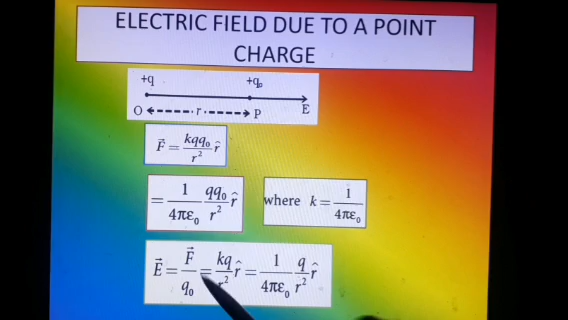 ELECTRIC FIELD DUE TO A POINT
CHARGE
+q +q₀
O r P E
F⃗ = kqq₀/r² r̂
= 1/4πε₀ qq₀/r² r̂ where k = 1/4πε₀
E⃗ = F⃗/q₀ = kq/r² r̂ = 1/4πε₀ q/r² r̂